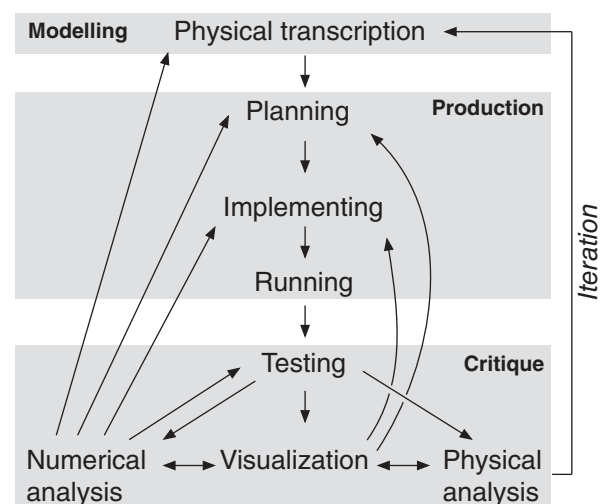 Modelling Physical transcription
Planning Production
Implementing
Running
Iteration
Testing Critique
Numerical analysis
Visualization
Physical analysis